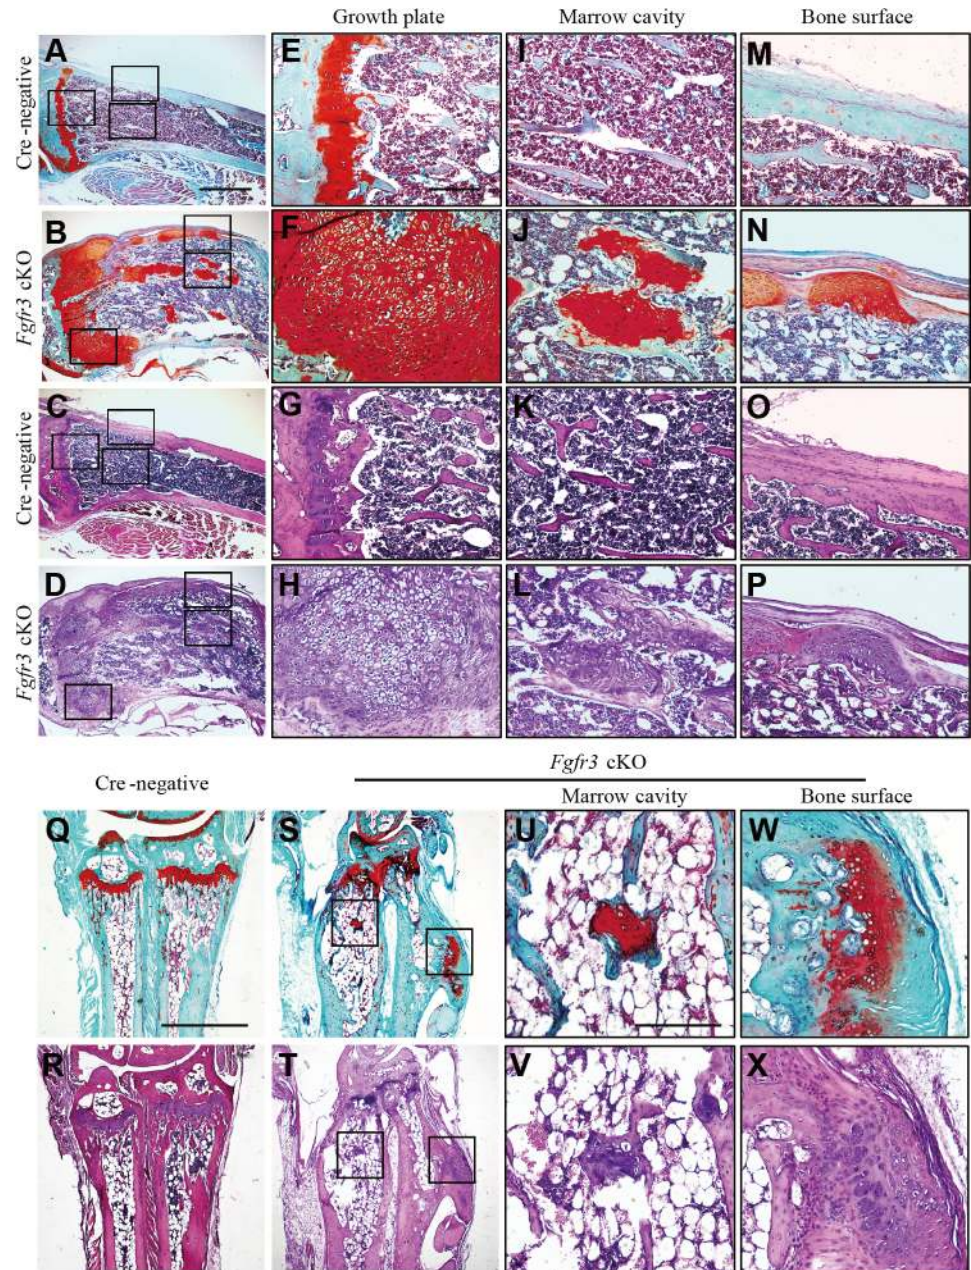 Growth plate Marrow cavity Bone surface
Cre-negative
A E I M
Fgfr3 cKO
B F J N
Cre-negative
C G K O
Fgfr3 cKO
D H L P
Fgfr3 cKO
Cre-negative Marrow cavity Bone surface
Q S U W
R T V X